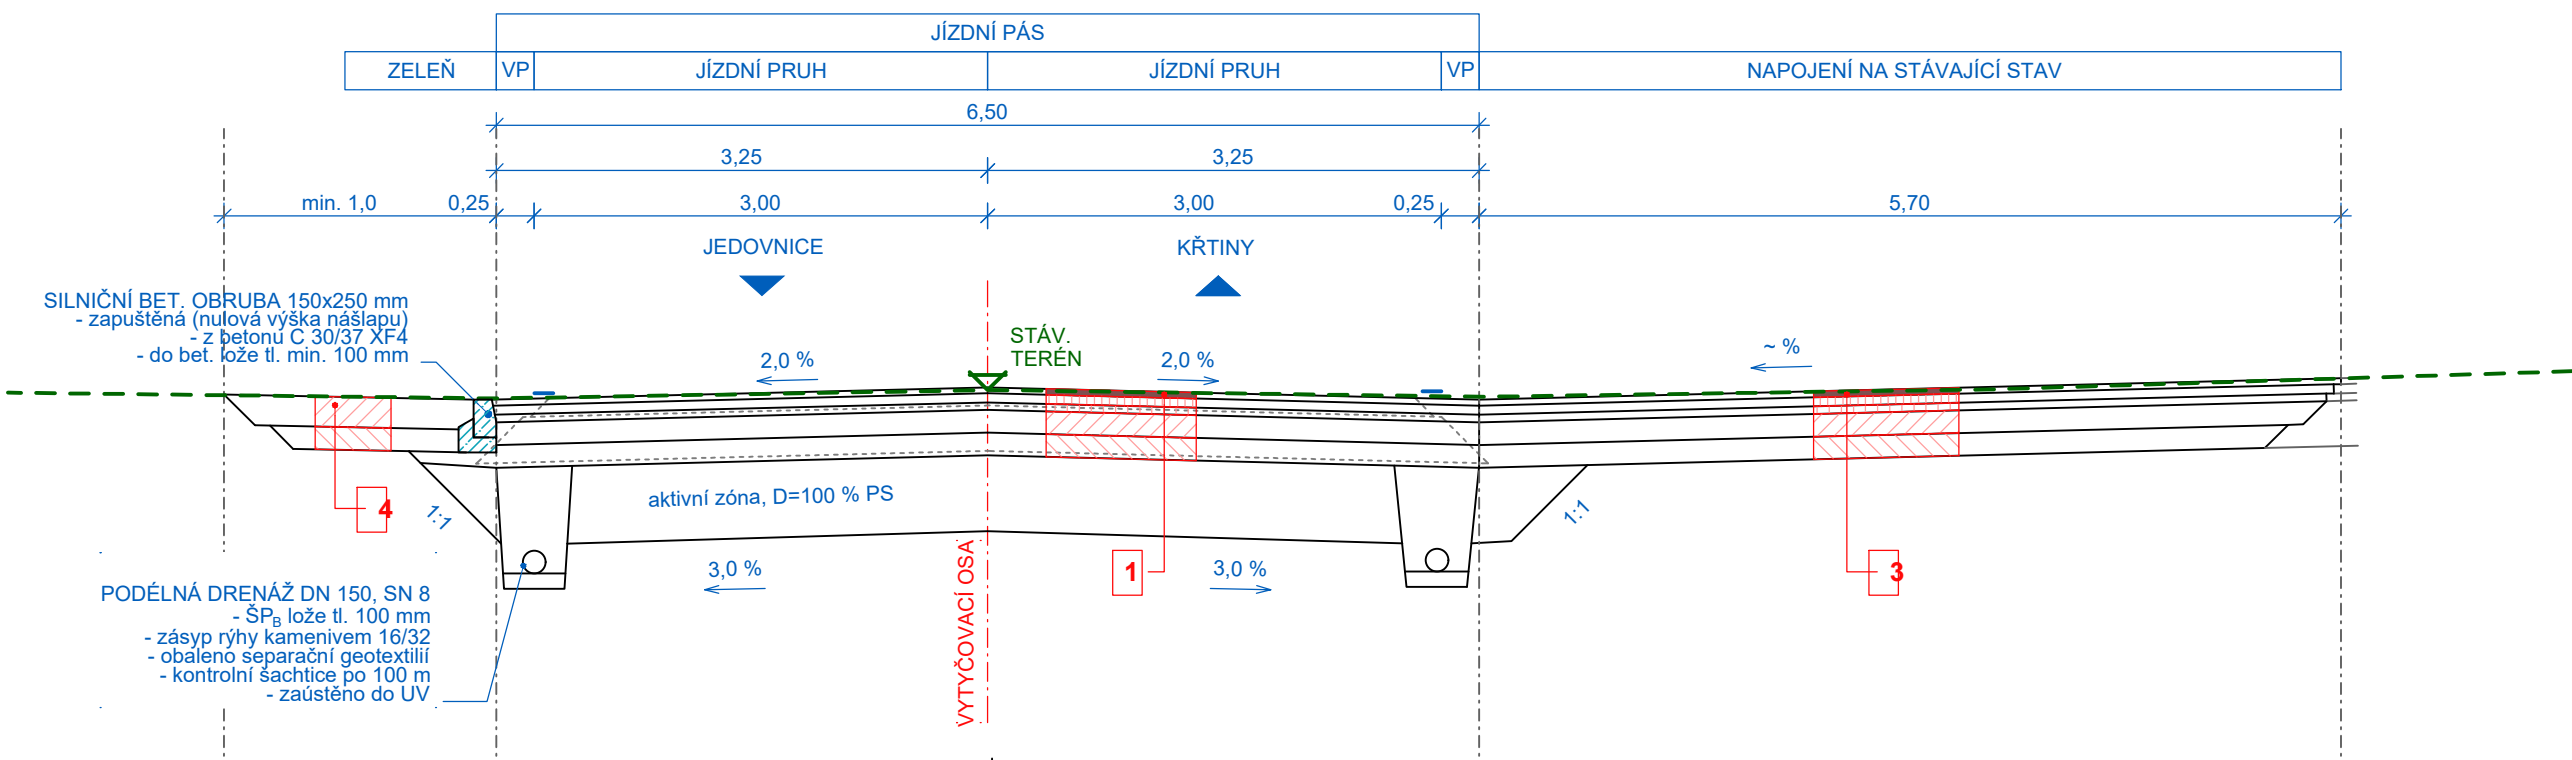 JÍZDNÍ PÁS
ZELEŇ VP JÍZDNÍ PRUH JÍZDNÍ PRUH VP NAPOJENÍ NA STÁVAJÍCÍ STAV
6,50
3,25 3,25
min. 1,0 0,25 3,00 3,00 0,25 5,70
JEDOVNICE KŘTINY
SILNIČNÍ BET. OBRUBA 150x250 mm
- zapuštěná (nulová výška nášlapu)
- z betonu C 30/37 XF4
- do bet. lože tl. min. 100 mm
STÁV.
TERÉN
2,0 % 2,0 % ~ %
aktivní zóna, D=100 % PS
4
1:1 1:1
3,0 % 1 3,0 % 3
VYTYČOVACÍ OSA
PODÉLNÁ DRENÁŽ DN 150, SN 8
- ŠPB lože tl. 100 mm
- zásyp rýhy kamenivem 16/32
- obaleno separační geotextilií
- kontrolní šachtice po 100 m
- zaústěno do UV